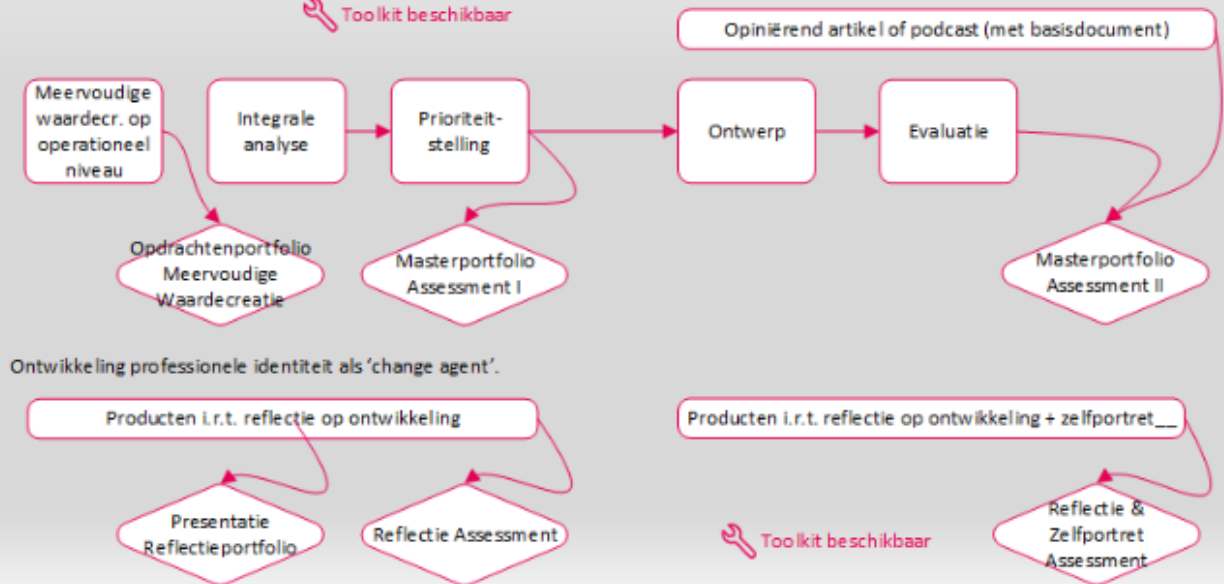 Toolkit beschikbaar
Opiniërend artikel of podcast (met basisdocument)
Meervoudige
waardecr. op
operationeel
niveau
Integrale
analyse
Prioriteit-
stelling
Ontwerp
Evaluatie
Opdrachtenportfolio
Meervoudige
Waardecreatie
Masterportfolio
Assessment I
Masterportfolio
Assessment II
Ontwikkeling professionele identiteit als ‘change agent’.
Producten i.r.t. reflectie op ontwikkeling
Producten i.r.t. reflectie op ontwikkeling + zelfportret__
Presentatie
Reflectieportfolio
Reflectie Assessment
Toolkit beschikbaar
Reflectie &
Zelfportret
Assessment